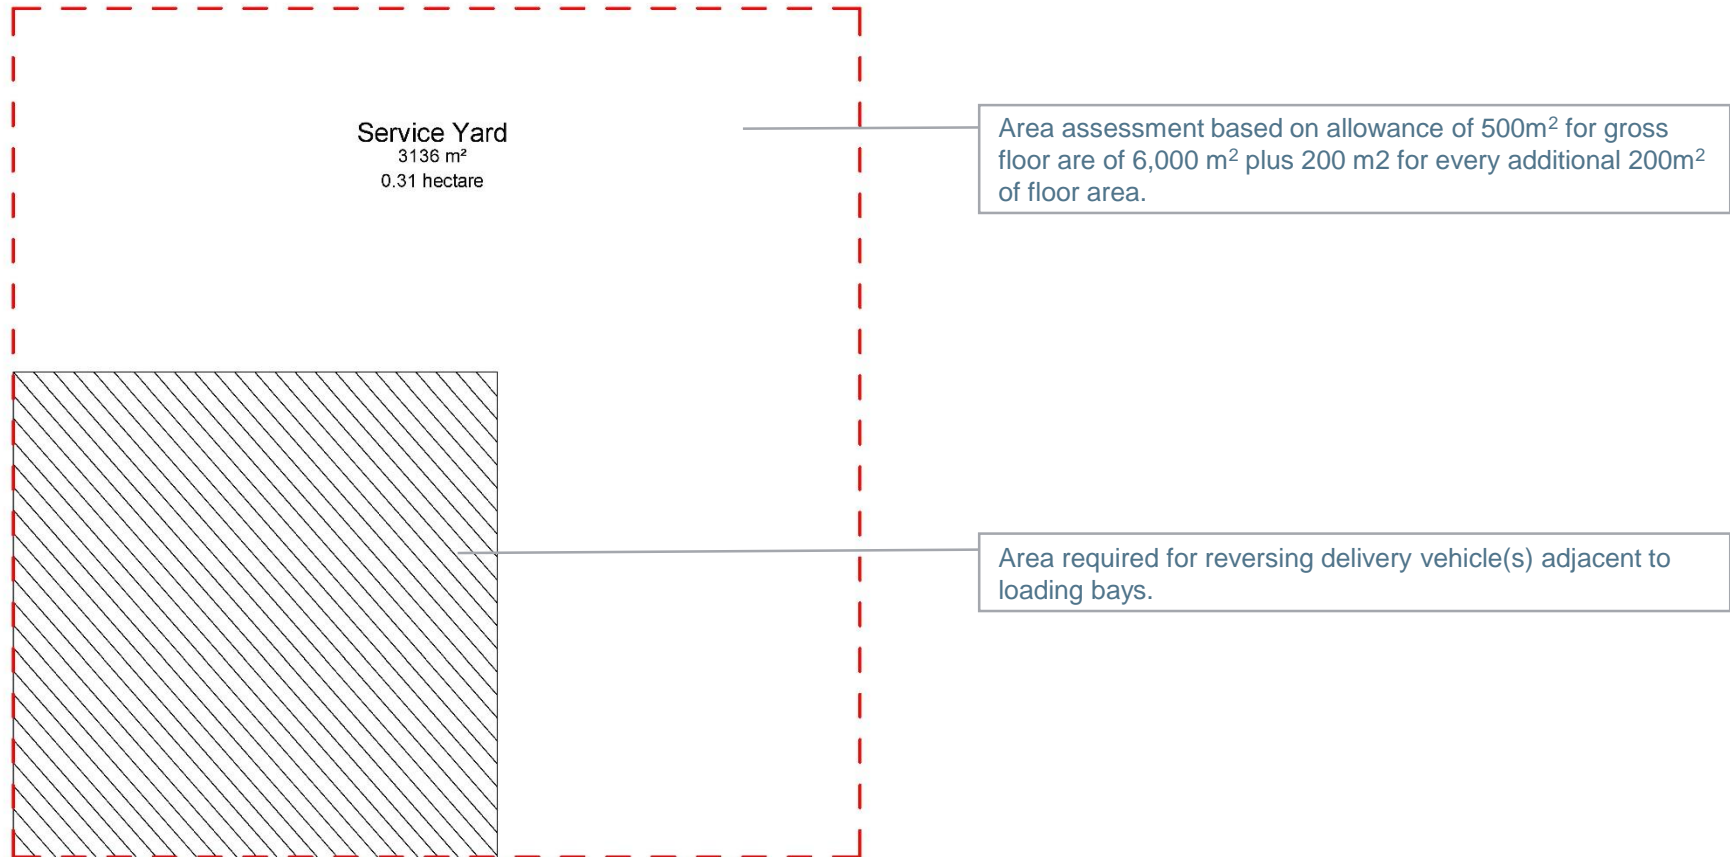 Service Yard
3136 m²
0.31 hectare
Area assessment based on allowance of 500m² for gross
floor are of 6,000 m² plus 200 m2 for every additional 200m²
of floor area.
Area required for reversing delivery vehicle(s) adjacent to
loading bays.